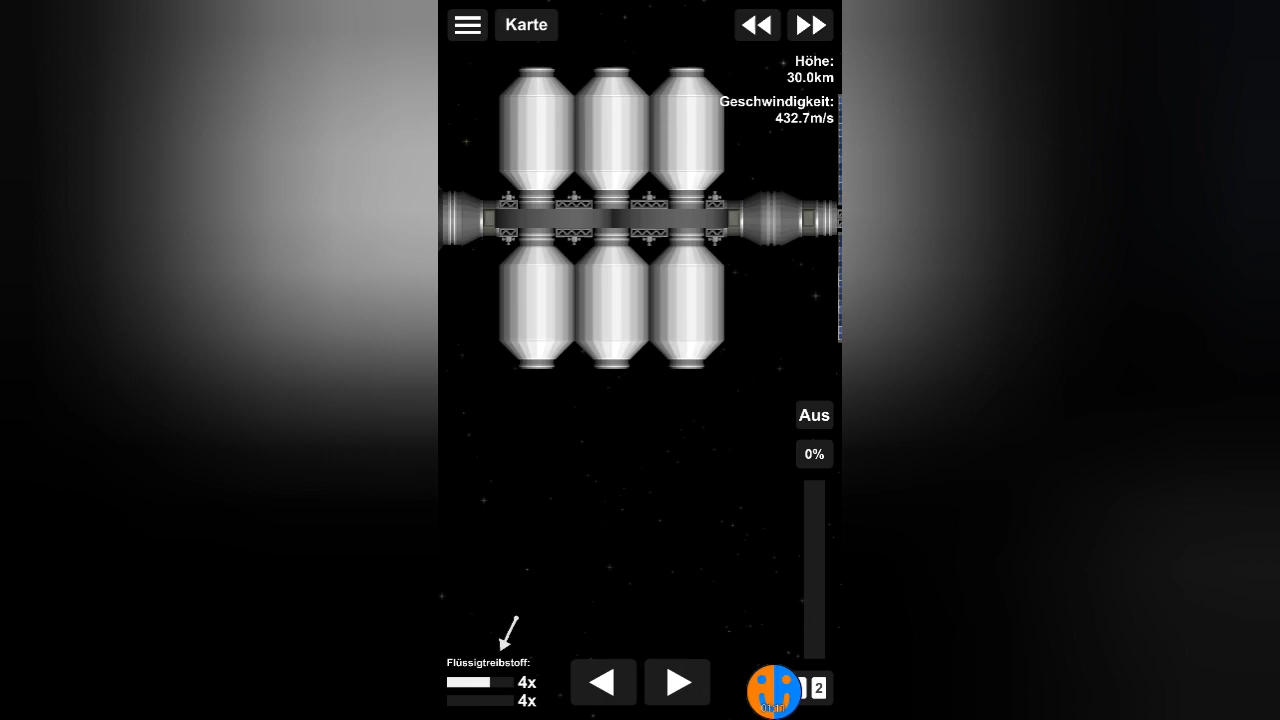 Karte
Höhe:
30.0km
Geschwindigkeit:
432.7m/s
Aus
0%
Flüssigtreibstoff:
4x
4x
2